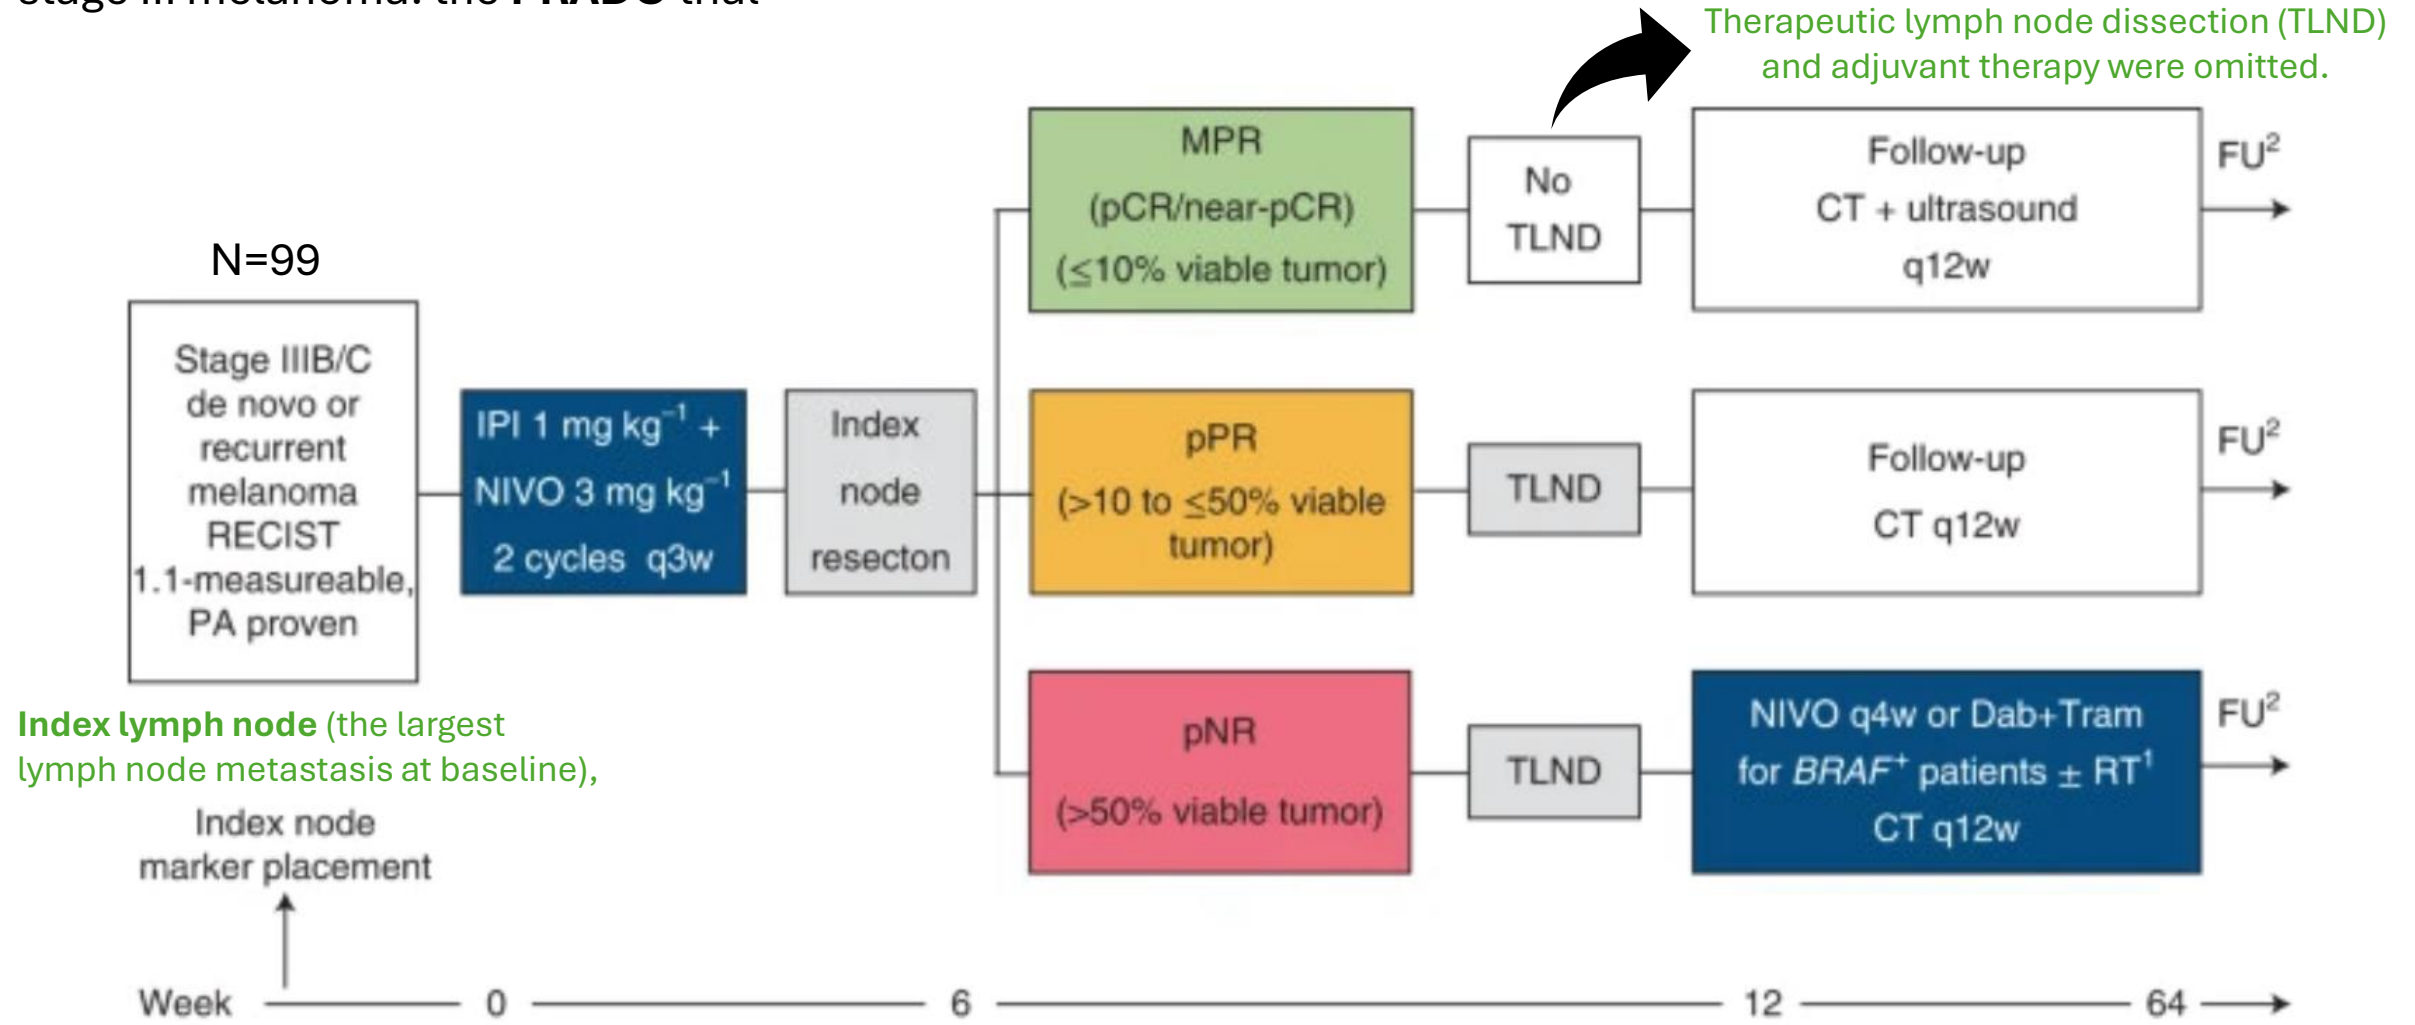 Therapeutic lymph node dissection (TLND)
and adjuvant therapy were omitted.
N=99
Stage IIIB/C
de novo or
recurrent
melanoma
RECIST
1.1-measureable,
PA proven
Index lymph node (the largest
lymph node metastasis at baseline),
Index node
marker placement
IPI 1 mg kg⁻¹ +
NIVO 3 mg kg⁻¹
2 cycles q3w
Index
node
resecton
MPR
(pCR/near-pCR)
(≤10% viable tumor)
No
TLND
Follow-up
CT + ultrasound
q12w
FU²
pPR
(>10 to ≤50% viable
tumor)
TLND
Follow-up
CT q12w
FU²
pNR
(>50% viable tumor)
TLND
NIVO q4w or Dab+Tram
for BRAF⁺ patients ± RT¹
CT q12w
FU²
Week 0 6 12 64